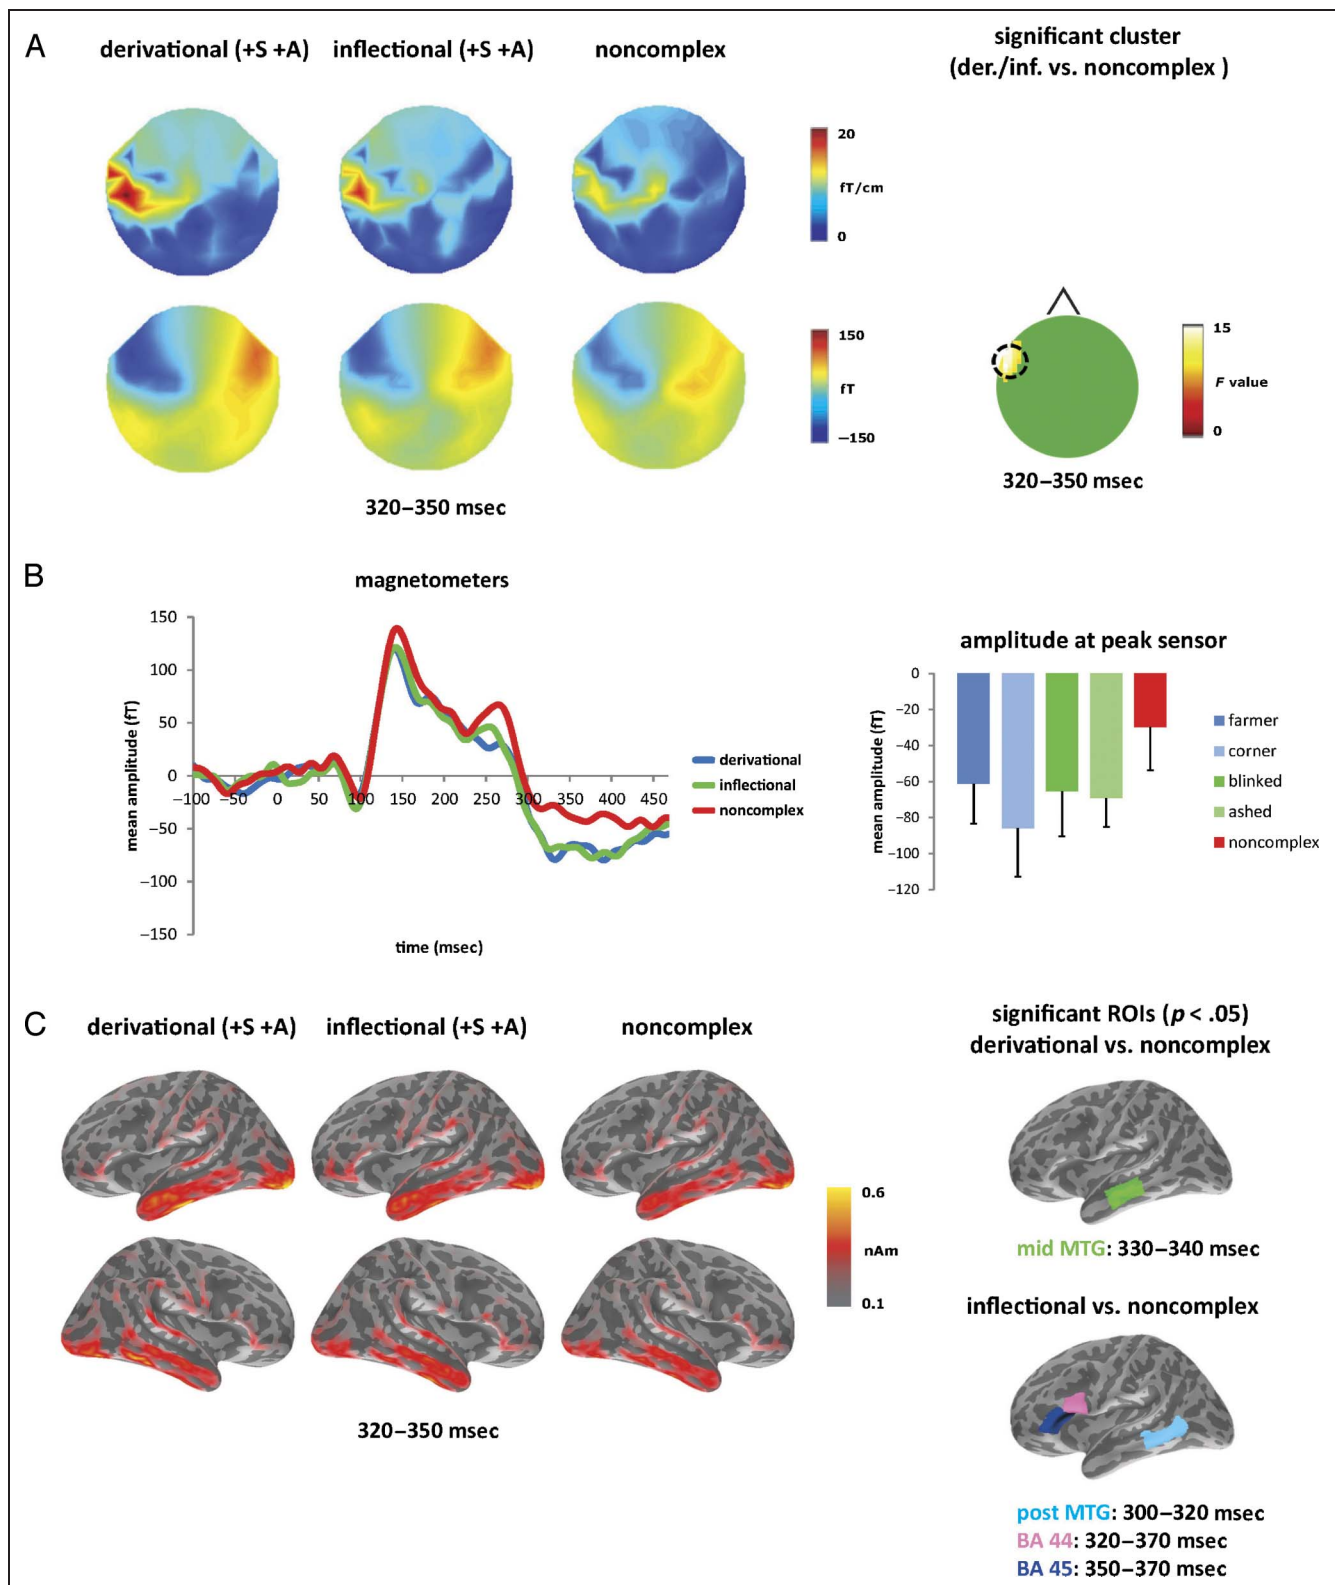 A
derivational (+S +A)
inflectional (+S +A)
noncomplex
significant cluster
(der./inf. vs. noncomplex )
20
fT/cm
0
150
fT
−150
15
F value
0
320–350 msec
320–350 msec
B
magnetometers
150
100
50
0
−50
−100
−150
−100
−50
0
50
100
150
200
250
300
350
400
450
mean amplitude (fT)
time (msec)
derivational
inflectional
noncomplex
amplitude at peak sensor
0
−20
−40
−60
−80
−100
−120
mean amplitude (fT)
farmer
corner
blinked
ashed
noncomplex
C
derivational (+S +A)
inflectional (+S +A)
noncomplex
0.6
nAm
0.1
320–350 msec
significant ROIs (p < .05)
derivational vs. noncomplex
mid MTG: 330–340 msec
inflectional vs. noncomplex
post MTG: 300–320 msec
BA 44: 320–370 msec
BA 45: 350–370 msec